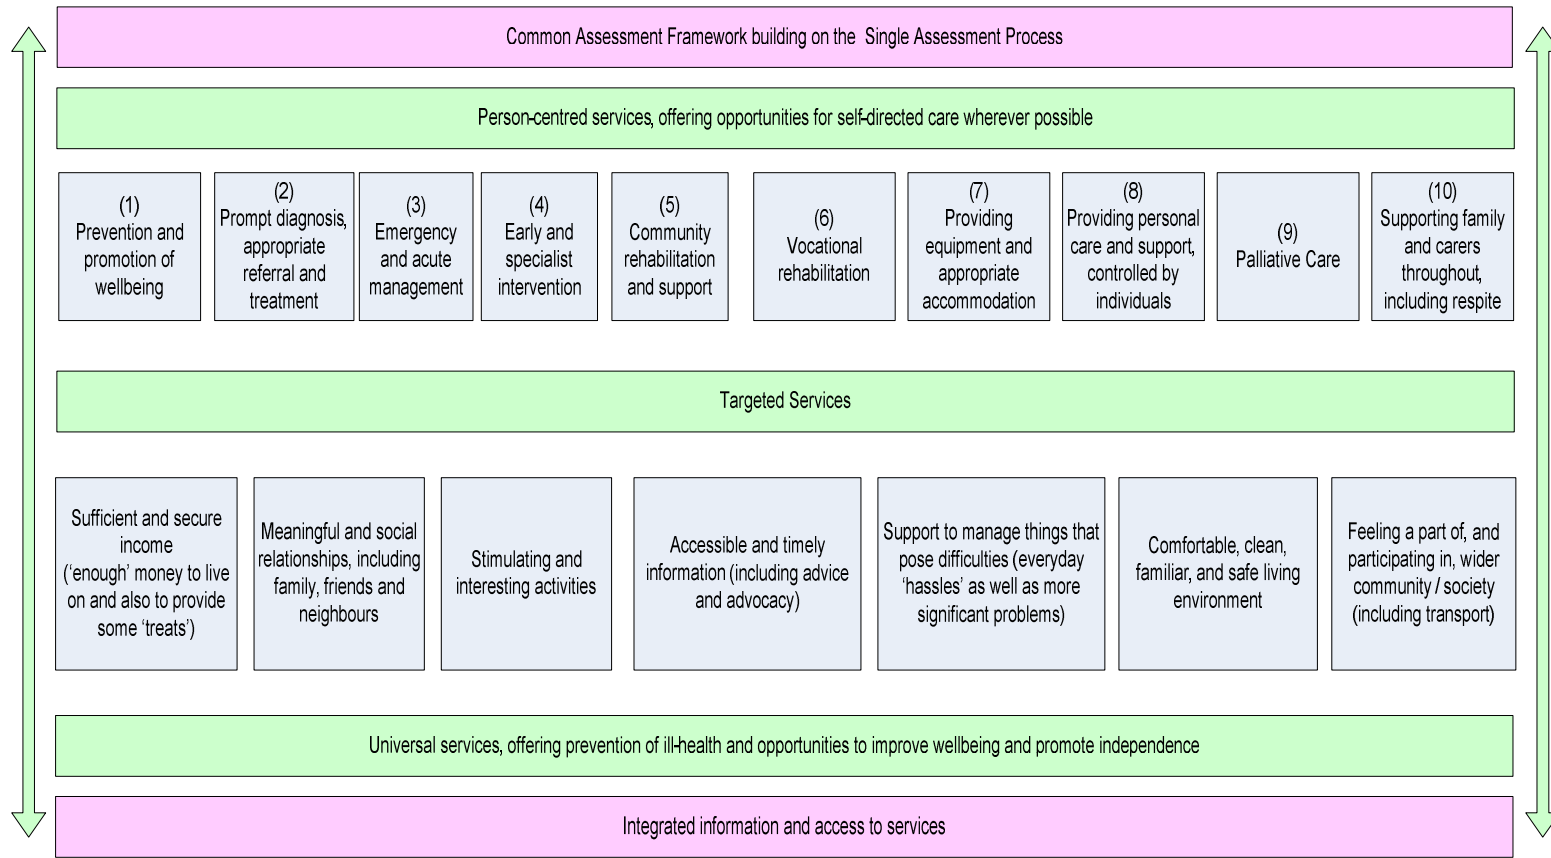 Common Assessment Framework building on the Single Assessment Process
Person-centred services, offering opportunities for self-directed care wherever possible
(1)
Prevention and
promotion of
wellbeing
(2)
Prompt diagnosis,
appropriate
referral and
treatment
(3)
Emergency
and acute
management
(4)
Early and
specialist
intervention
(5)
Community
rehabilitation
and support
(6)
Vocational
rehabilitation
(7)
Providing
equipment and
appropriate
accommodation
(8)
Providing personal
care and support,
controlled by
individuals
(9)
Palliative Care
(10)
Supporting family
and carers
throughout,
including respite
Targeted Services
Sufficient and secure
income
(‘enough’ money to live
on and also to provide
some ‘treats’)
Meaningful and social
relationships, including
family, friends and
neighbours
Stimulating and
interesting activities
Accessible and timely
information (including advice
and advocacy)
Support to manage things that
pose difficulties (everyday
‘hassles’ as well as more
significant problems)
Comfortable, clean,
familiar, and safe living
environment
Feeling a part of, and
participating in, wider
community / society
(including transport)
Universal services, offering prevention of ill-health and opportunities to improve wellbeing and promote independence
Integrated information and access to services